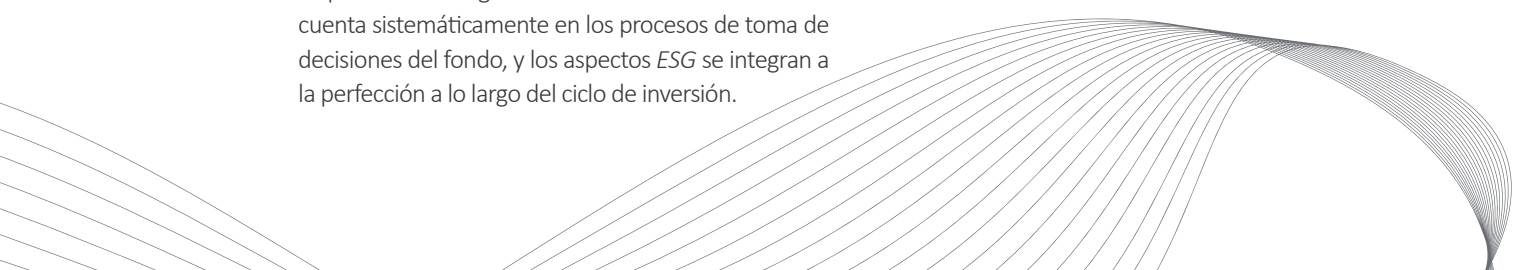 cuenta sistemáticamente en los procesos de toma de
decisiones del fondo, y los aspectos ESG se integran a
la perfección a lo largo del ciclo de inversión.